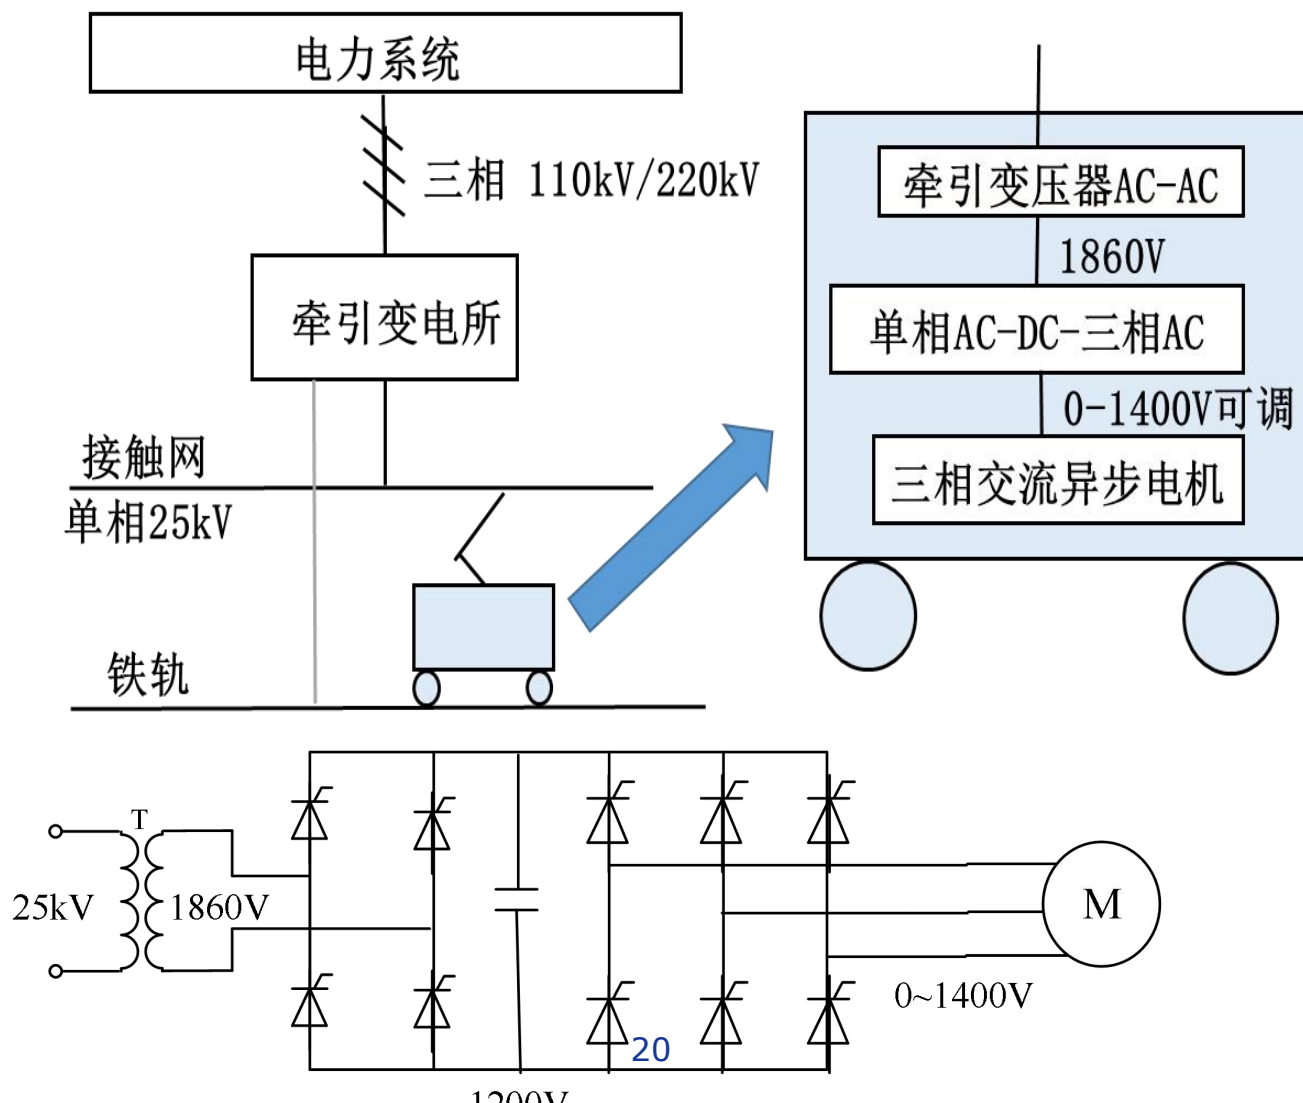 电力系统
三相 110kV/220kV
牵引变电所
接触网
单相25kV
铁轨
牵引变压器AC-AC
1860V
单相AC-DC-三相AC
0-1400V可调
三相交流异步电机
T
25kV
1860V
M
0~1400V
20
1200V